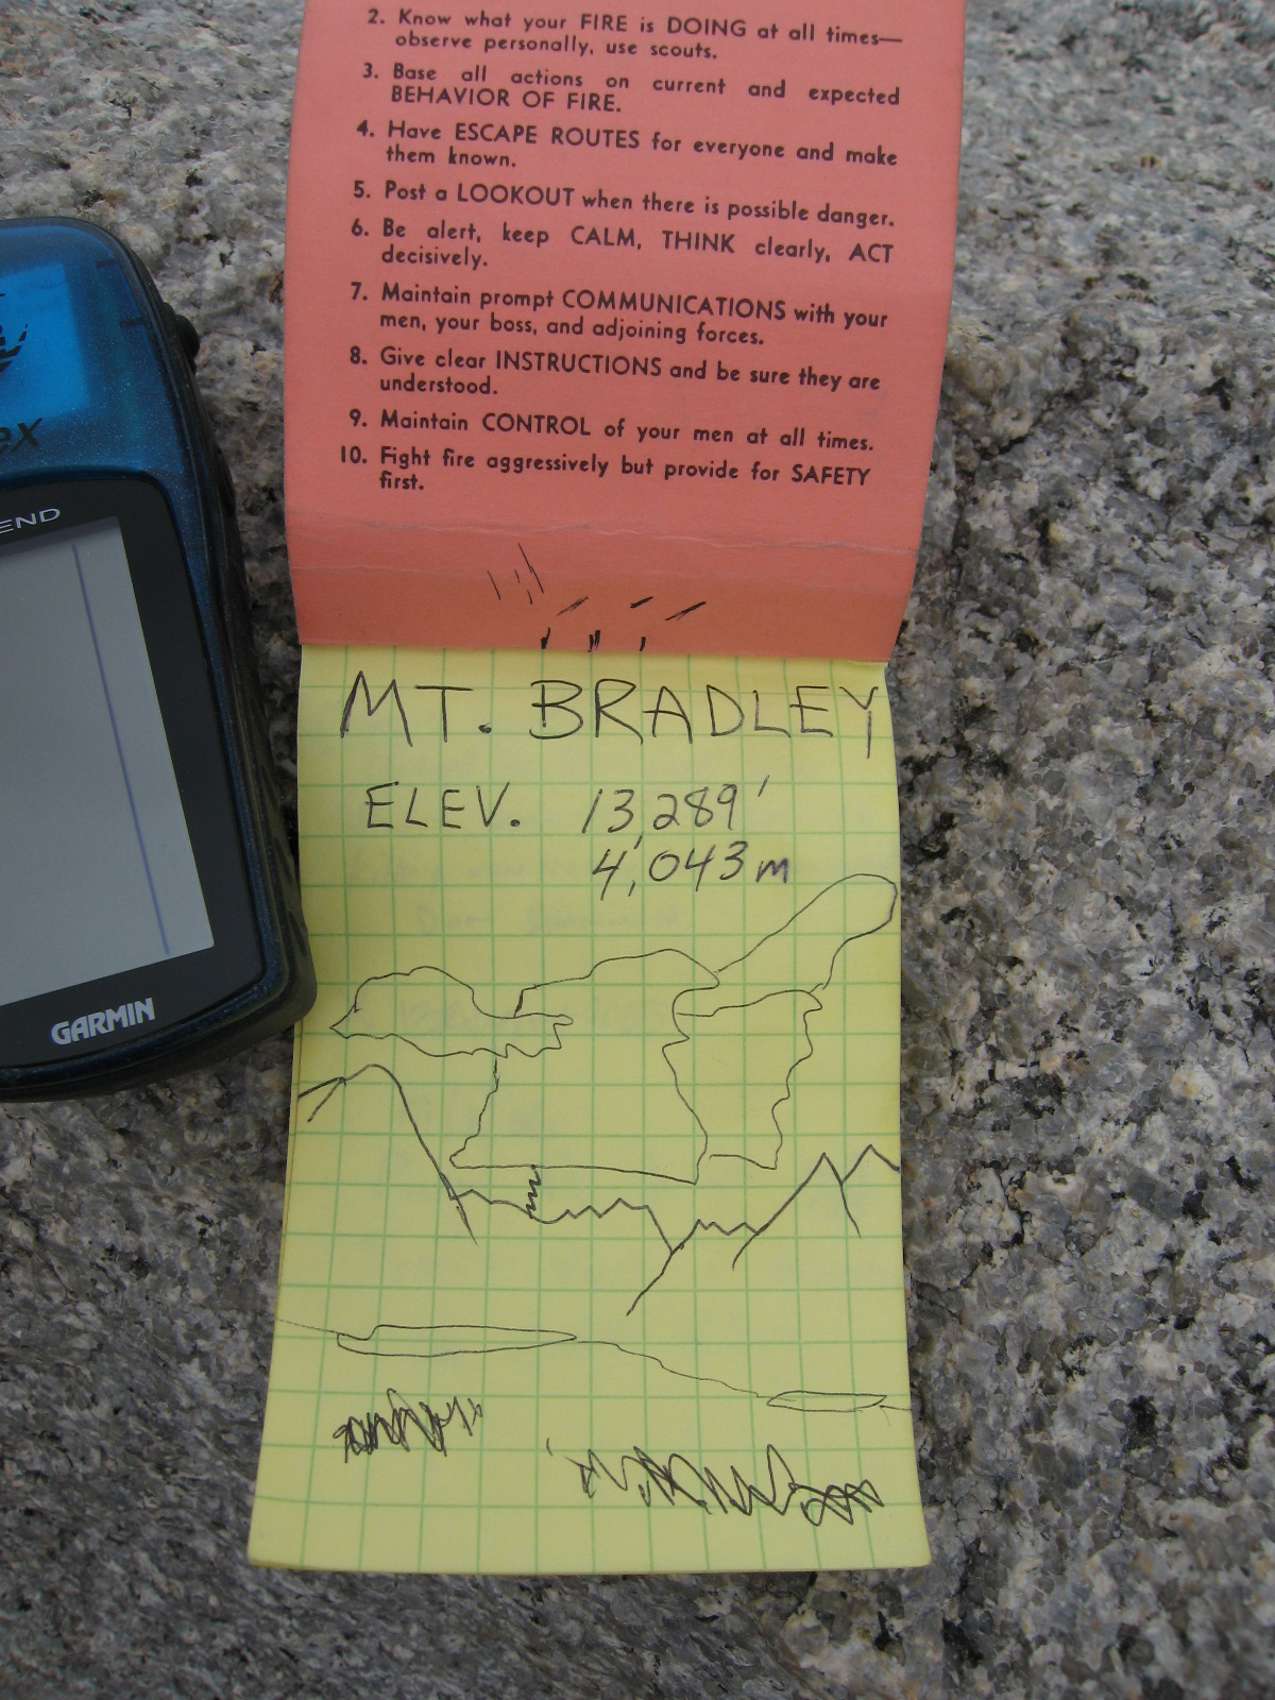 2. Know what your FIRE is DOING at all times—
observe personally, use scouts.
3. Base all actions on current and expected
BEHAVIOR OF FIRE.
4. Have ESCAPE ROUTES for everyone and make
them known.
5. Post a LOOKOUT when there is possible danger.
6. Be alert, keep CALM, THINK clearly, ACT
decisively.
7. Maintain prompt COMMUNICATIONS with your
men, your boss, and adjoining forces.
8. Give clear INSTRUCTIONS and be sure they are
understood.
9. Maintain CONTROL of your men at all times.
10. Fight fire aggressively but provide for SAFETY
first.
MT. BRADLEY
ELEV. 13,289'
4,043 m
GARMIN